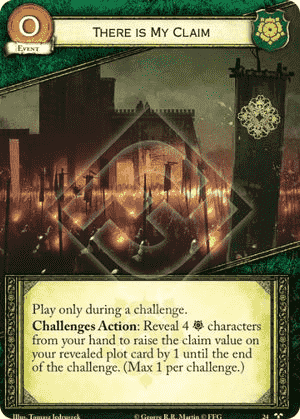 0
EVENT
THERE IS MY CLAIM
Play only during a challenge.
Challenges Action: Reveal 4 characters
from your hand to raise the claim value on
your revealed plot card by 1 until the end
of the challenge. (Max 1 per challenge.)
Illus. Tomasz Jedruszek
© George R.R. Martin © FFG
24